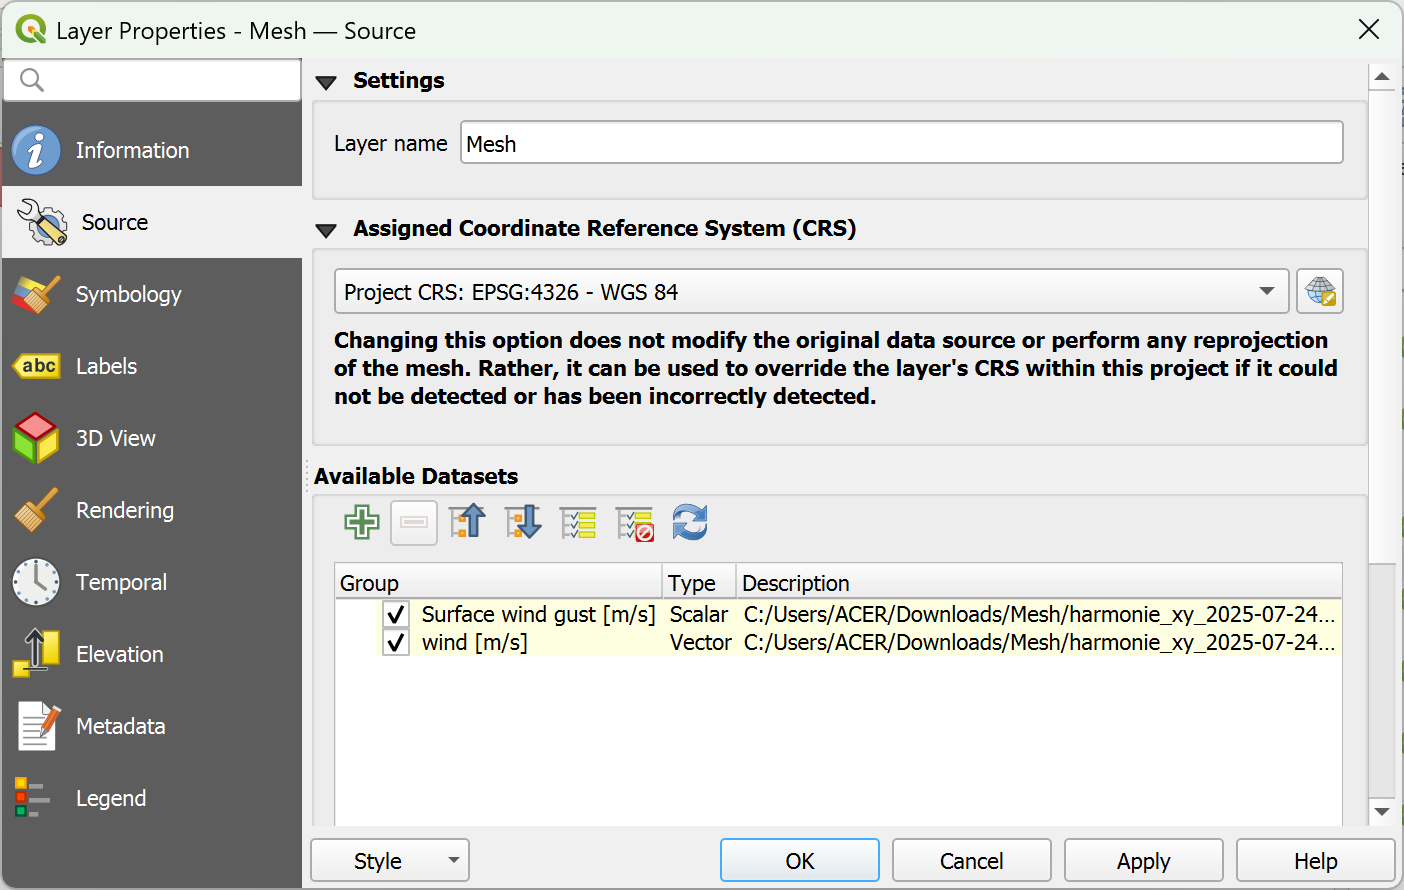 Layer Properties - Mesh — Source
Settings
Layer name Mesh
Information
Source
Symbology
Labels
3D View
Rendering
Temporal
Elevation
Metadata
Legend
Assigned Coordinate Reference System (CRS)
Project CRS: EPSG:4326 - WGS 84
Changing this option does not modify the original data source or perform any reprojection
of the mesh. Rather, it can be used to override the layer's CRS within this project if it could
not be detected or has been incorrectly detected.
Available Datasets
Group Type Description
Surface wind gust [m/s] Scalar C:/Users/ACER/Downloads/Mesh/harmonie_xy_2025-07-24...
wind [m/s] Vector C:/Users/ACER/Downloads/Mesh/harmonie_xy_2025-07-24...
Style OK Cancel Apply Help
abc